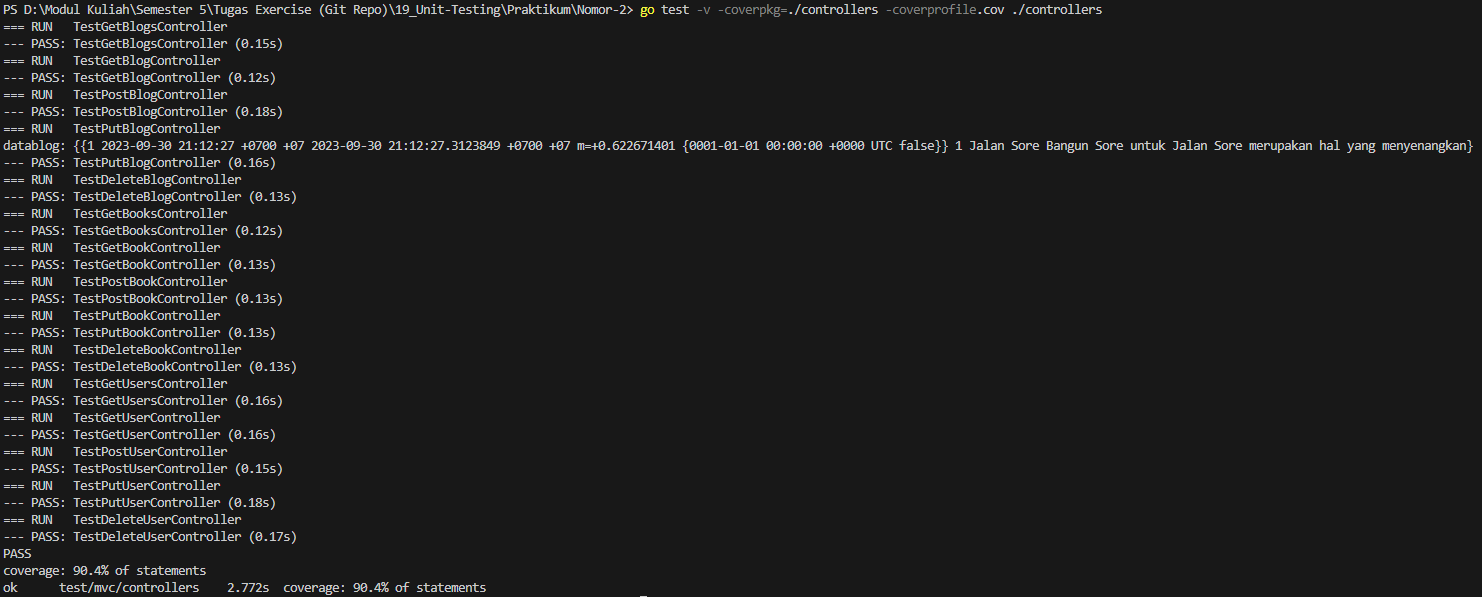 PS D:\Modul Kuliah\Semester 5\Tugas Exercise (Git Repo)\19_Unit-Testing\Praktikum\Nomor-2> go test -v -coverpkg=./controllers -coverprofile.cov ./controllers
=== RUN   TestGetBlogsController
--- PASS: TestGetBlogsController (0.15s)
=== RUN   TestGetBlogController
--- PASS: TestGetBlogController (0.12s)
=== RUN   TestPostBlogController
--- PASS: TestPostBlogController (0.18s)
=== RUN   TestPutBlogController
datablog: {{1 2023-09-30 21:12:27 +0700 +07 2023-09-30 21:12:27.3123849 +0700 +07 m=+0.622671401 {0001-01-01 00:00:00 +0000 UTC false}} 1 Jalan Sore Bangun Sore untuk Jalan Sore merupakan hal yang menyenangkan}
--- PASS: TestPutBlogController (0.16s)
=== RUN   TestDeleteBlogController
--- PASS: TestDeleteBlogController (0.13s)
=== RUN   TestGetBooksController
--- PASS: TestGetBooksController (0.12s)
=== RUN   TestGetBookController
--- PASS: TestGetBookController (0.13s)
=== RUN   TestPostBookController
--- PASS: TestPostBookController (0.13s)
=== RUN   TestPutBookController
--- PASS: TestPutBookController (0.13s)
=== RUN   TestDeleteBookController
--- PASS: TestDeleteBookController (0.13s)
=== RUN   TestGetUsersController
--- PASS: TestGetUsersController (0.16s)
=== RUN   TestGetUserController
--- PASS: TestGetUserController (0.16s)
=== RUN   TestPostUserController
--- PASS: TestPostUserController (0.15s)
=== RUN   TestPutUserController
--- PASS: TestPutUserController (0.18s)
=== RUN   TestDeleteUserController
--- PASS: TestDeleteUserController (0.17s)
PASS
coverage: 90.4% of statements
ok      test/mvc/controllers    2.772s  coverage: 90.4% of statements